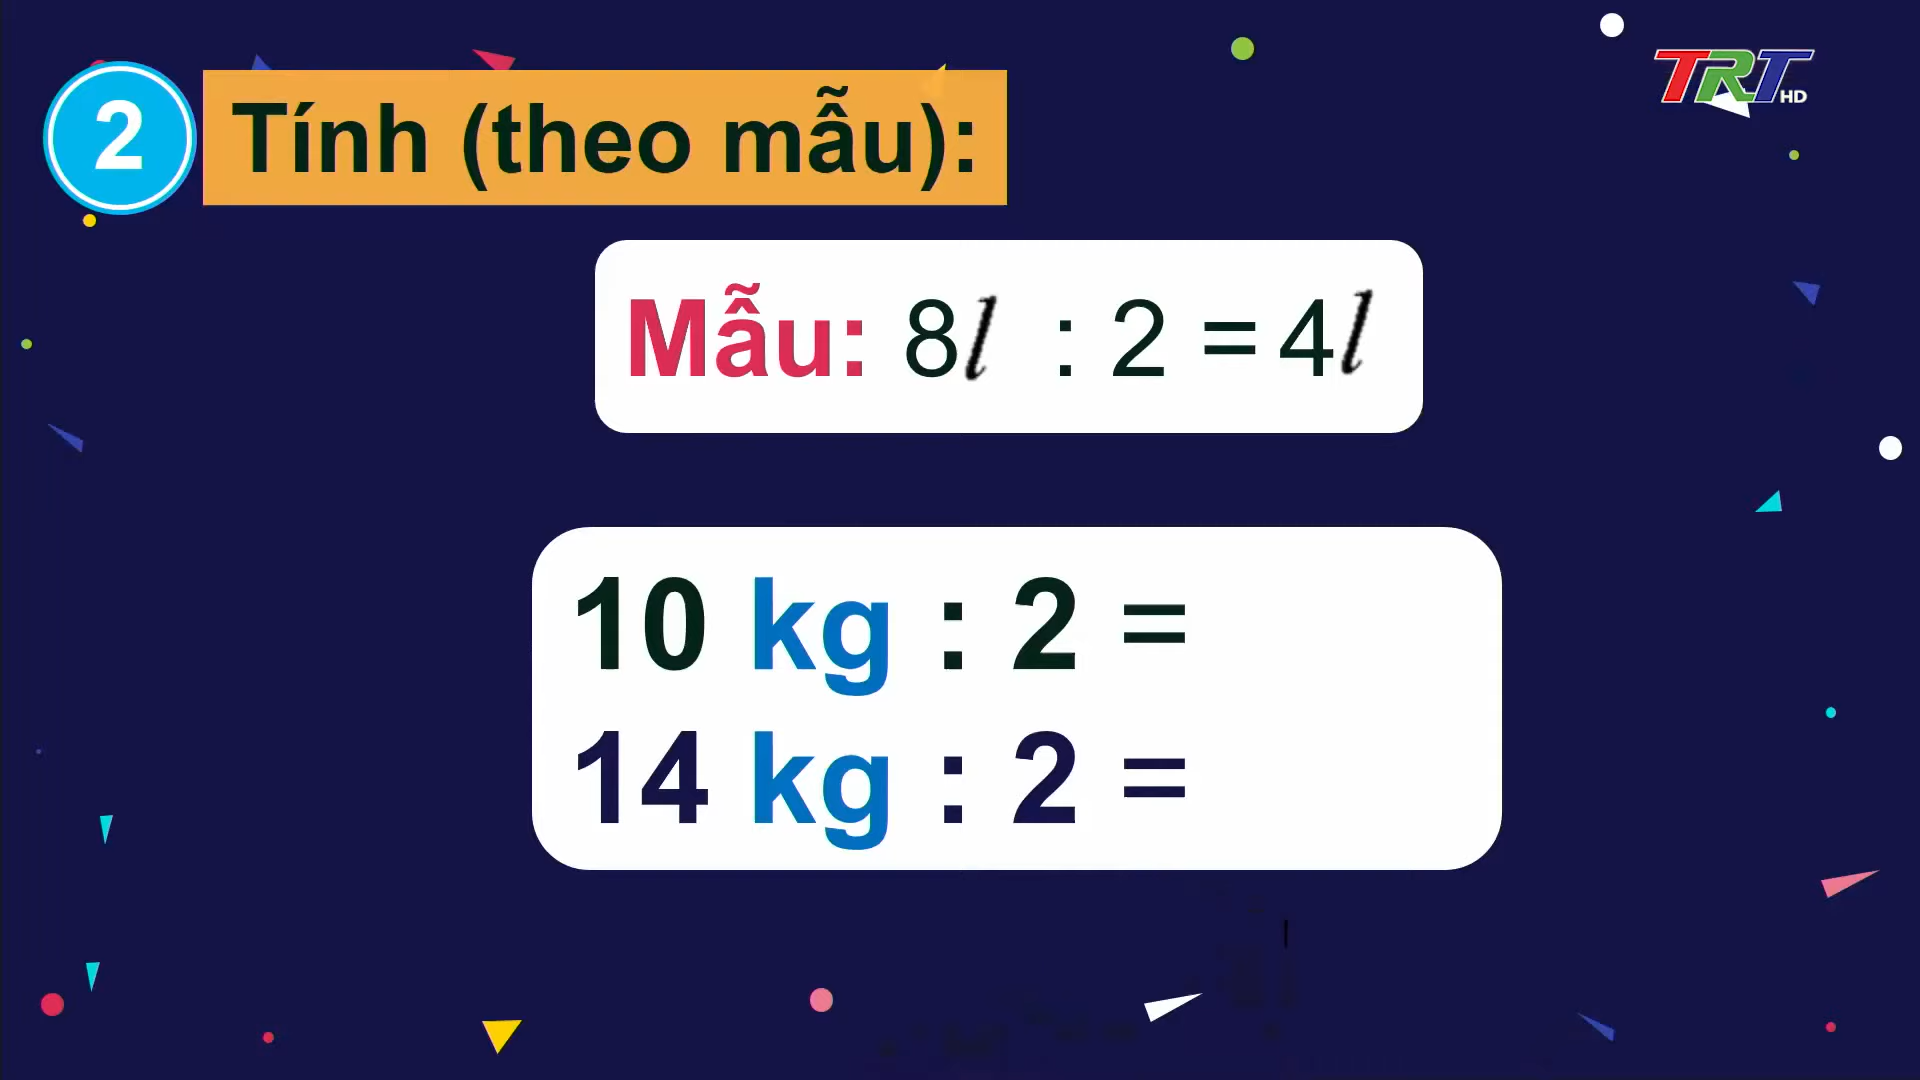 TRT HD
2 Tính (theo mẫu):
Mẫu: 8l : 2 = 4l
10 kg : 2 =
14 kg : 2 =